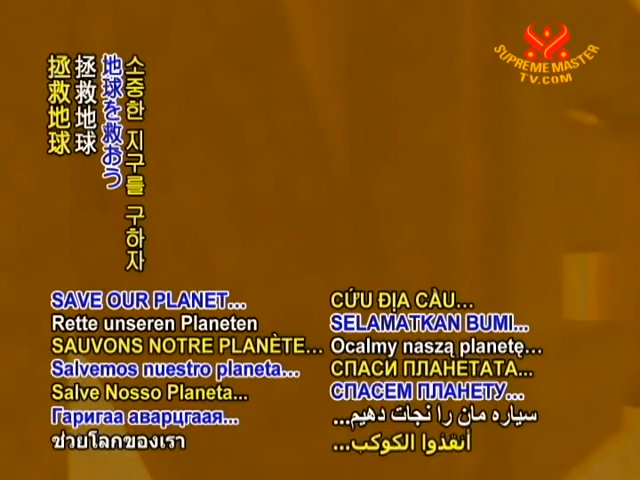 SUPREME MASTER
TV.COM
拯救地球
拯救地球
地球を救おう
소중한 지구를 구하자
SAVE OUR PLANET...
Rette unseren Planeten
SAUVONS NOTRE PLANÈTE...
Salvemos nuestro planeta...
Salve Nosso Planeta...
Гаригаа аварцгаая...
ช่วยโลกของเรา
CỨU ĐỊA CẦU...
SELAMATKAN BUMI...
Ocalmy naszą planetę...
СПАСИ ПЛАНЕТАТА...
СПАСЕМ ПЛАНЕТУ...
سیاره مان را نجات دهیم...
أنقذوا الكوكب...